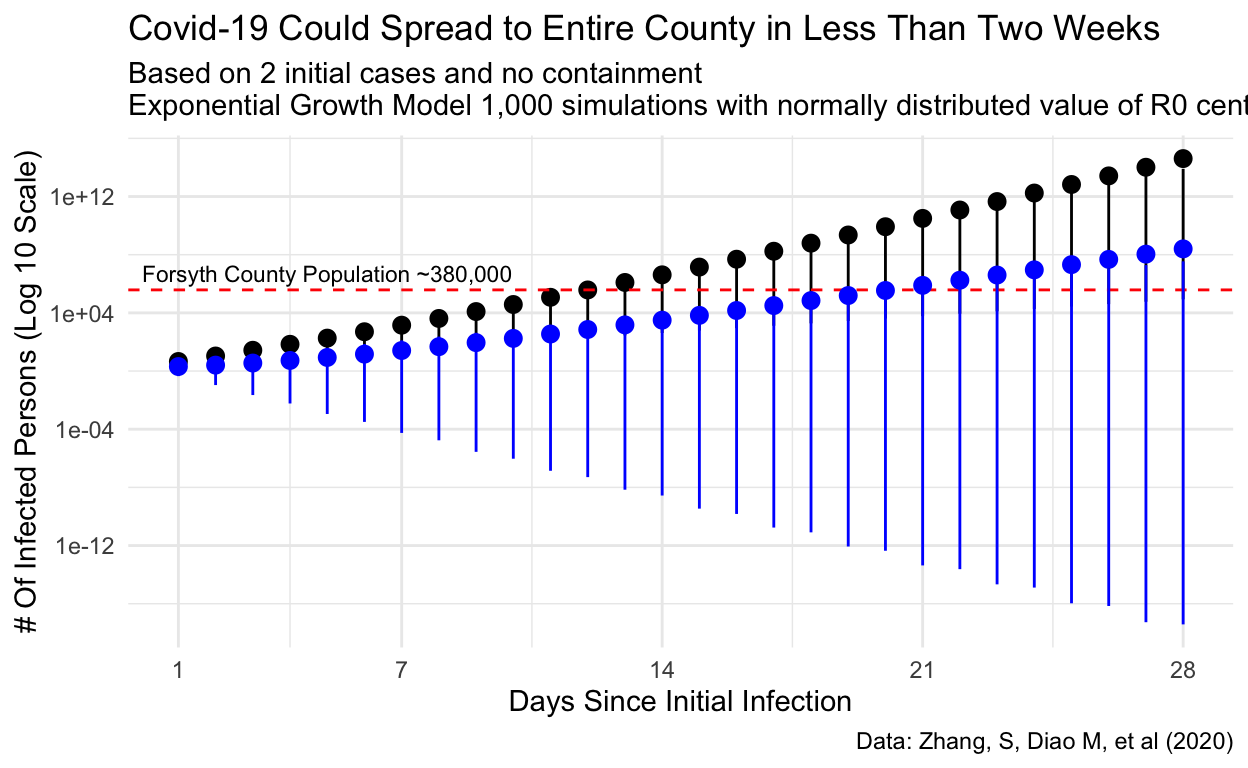 Covid-19 Could Spread to Entire County in Less Than Two Weeks
Based on 2 initial cases and no containment
Exponential Growth Model 1,000 simulations with normally distributed value of R0 cent
# Of Infected Persons (Log 10 Scale)
1e+12
Forsyth County Population ~380,000
1e+04
1e-04
1e-12
1 7 14 21 28
Days Since Initial Infection
Data: Zhang, S, Diao M, et al (2020)